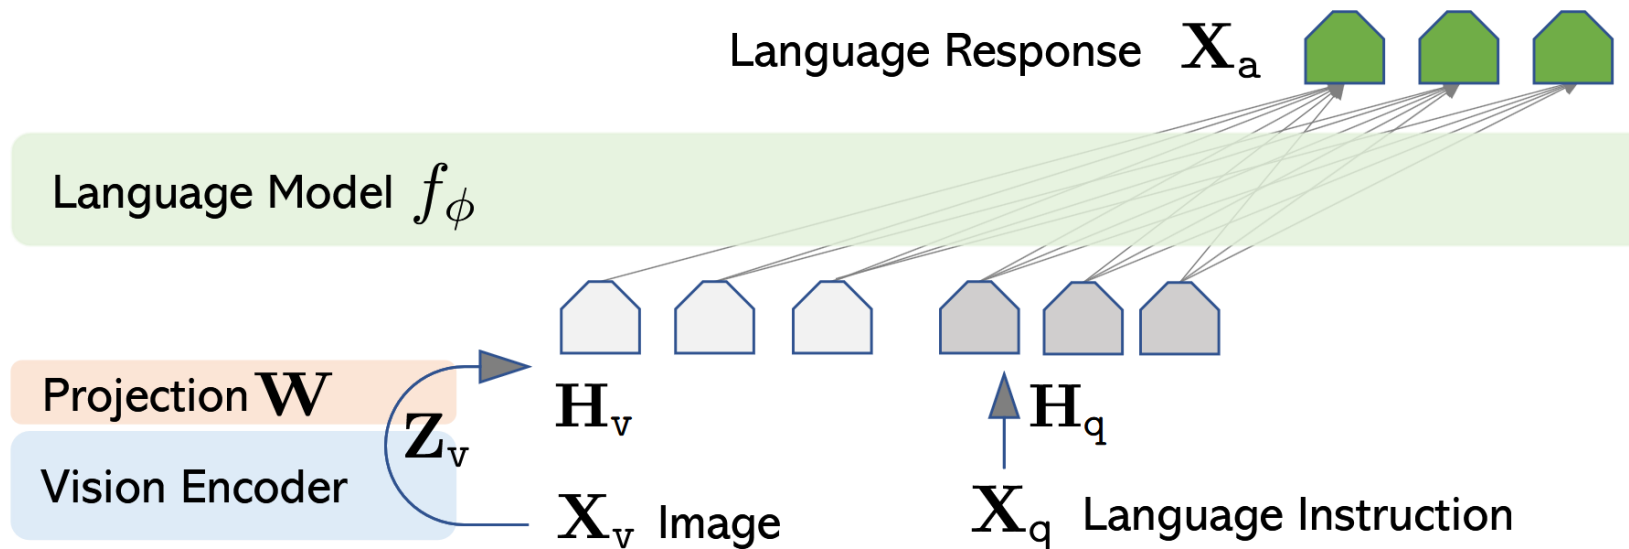 Language Response X_a
Language Model f_ϕ
Projection W
Z_v
H_v
H_q
Vision Encoder
X_v Image
X_q Language Instruction